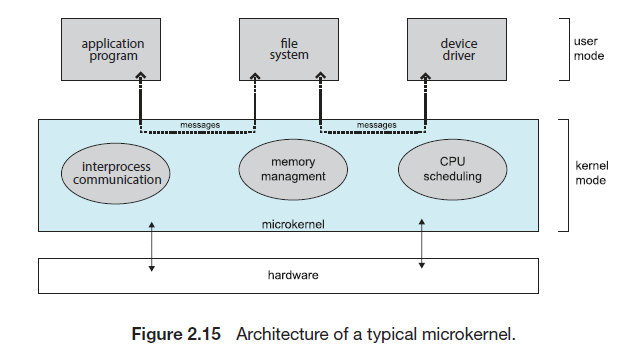 application
program
file
system
device
driver
user
mode
messages
messages
interprocess
communication
memory
managment
CPU
scheduling
kernel
mode
microkernel
hardware
Figure 2.15 Architecture of a typical microkernel.